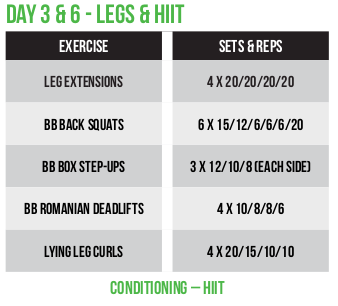 DAY 3 & 6 - LEGS & HIIT
EXERCISE SETS & REPS
LEG EXTENSIONS 4 X 20/20/20/20
BB BACK SQUATS 6 X 15/12/6/6/6/20
BB BOX STEP-UPS 3 X 12/10/8 (EACH SIDE)
BB ROMANIAN DEADLIFTS 4 X 10/8/8/6
LYING LEG CURLS 4 X 20/15/10/10
CONDITIONING – HIIT